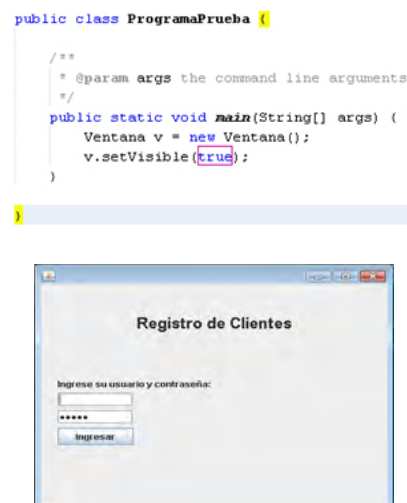 public class ProgramaPrueba {
/**
* @param args the command line arguments
*/
public static void main(String[] args) {
Ventana v = new Ventana();
v.setVisible(true);
}
}
Registro de Clientes
Ingrese su usuario y contraseña:
*****
Ingresar